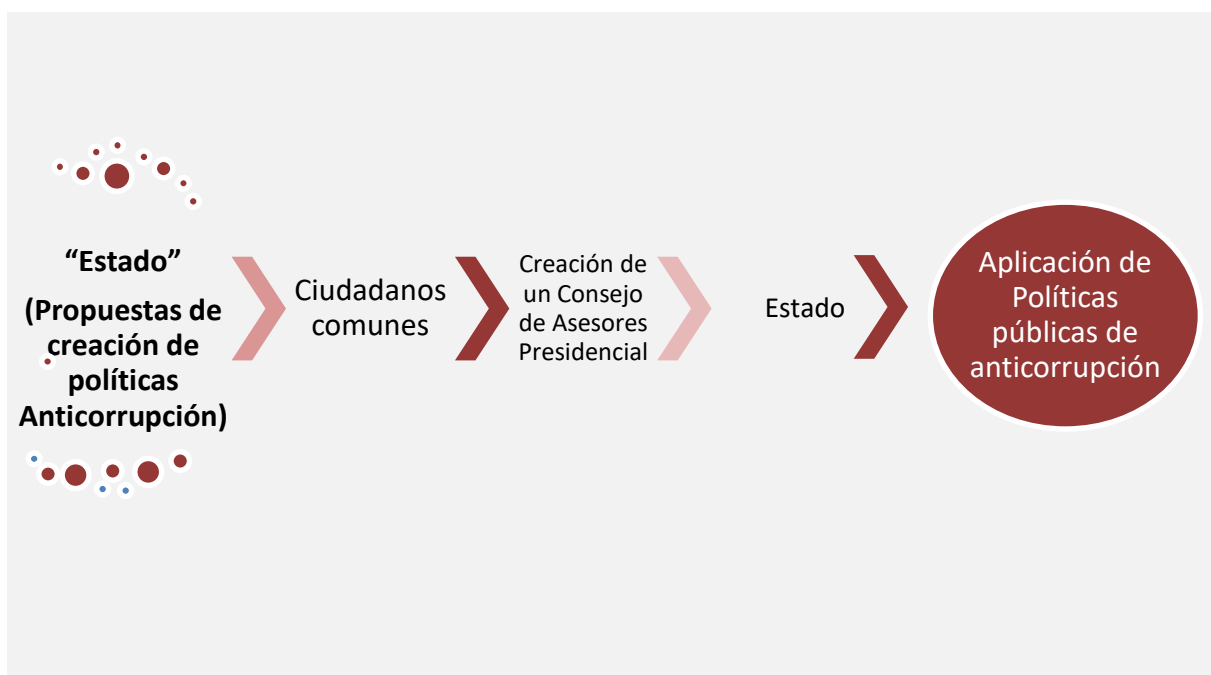 “Estado”
(Propuestas de
creación de
políticas
Anticorrupción)
Ciudadanos
comunes
Creación de
un Consejo
de Asesores
Presidencial
Estado
Aplicación de
Políticas
públicas de
anticorrupción